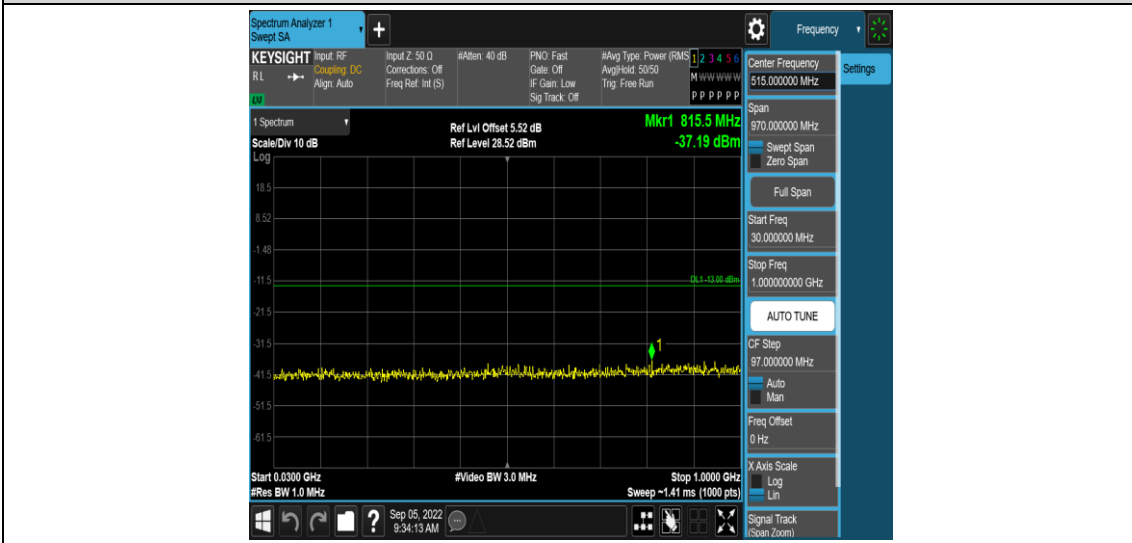 Spectrum Analyzer 1
Swept SA
+
Frequency
KEYSIGHT
RL
Input: RF
Coupling: DC
Align: Auto
Input Z: 50 Ω
Corrections: Off
Freq Ref: Int (S)
#Atten: 40 dB
PNO: Fast
Gate: Off
IF Gain: Low
Sig Track: Off
#Avg Type: Power (RMS
Avg|Hold: 50/50
Trig: Free Run
1 2 3 4 5 6
M W W W W W
P P P P P P
1 Spectrum
Scale/Div 10 dB
Log
Ref Lvl Offset 5.52 dB
Ref Level 28.52 dBm
Mkr1 815.5 MHz
-37.19 dBm
18.5
8.52
-1.48
-11.5
DL1 -13.00 dBm
-21.5
-31.5
1
-41.5
-51.5
-61.5
Start 0.0300 GHz
#Video BW 3.0 MHz
Stop 1.0000 GHz
#Res BW 1.0 MHz
Sweep ~1.41 ms (1000 pts)
?
Sep 05, 2022
9:34:13 AM
Center Frequency
515.000000 MHz
Settings
Span
970.000000 MHz
Swept Span
Zero Span
Full Span
Start Freq
30.000000 MHz
Stop Freq
1.000000000 GHz
AUTO TUNE
CF Step
97.000000 MHz
Auto
Man
Freq Offset
0 Hz
X Axis Scale
Log
Lin
Signal Track
(Span Zoom)